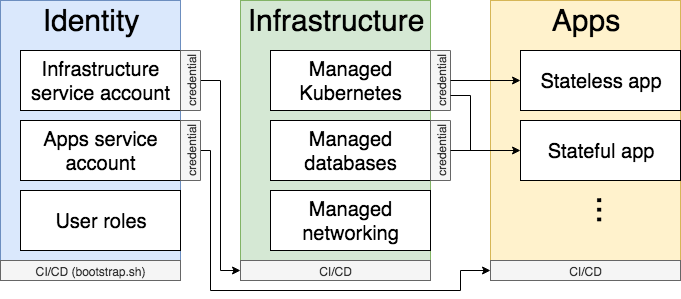 Identity
Infrastructure
service account
credential
Apps service
account
credential
User roles
CI/CD (bootstrap.sh)
Infrastructure
Managed
Kubernetes
credential
Managed
databases
credential
Managed
networking
CI/CD
Apps
Stateless app
Stateful app
CI/CD